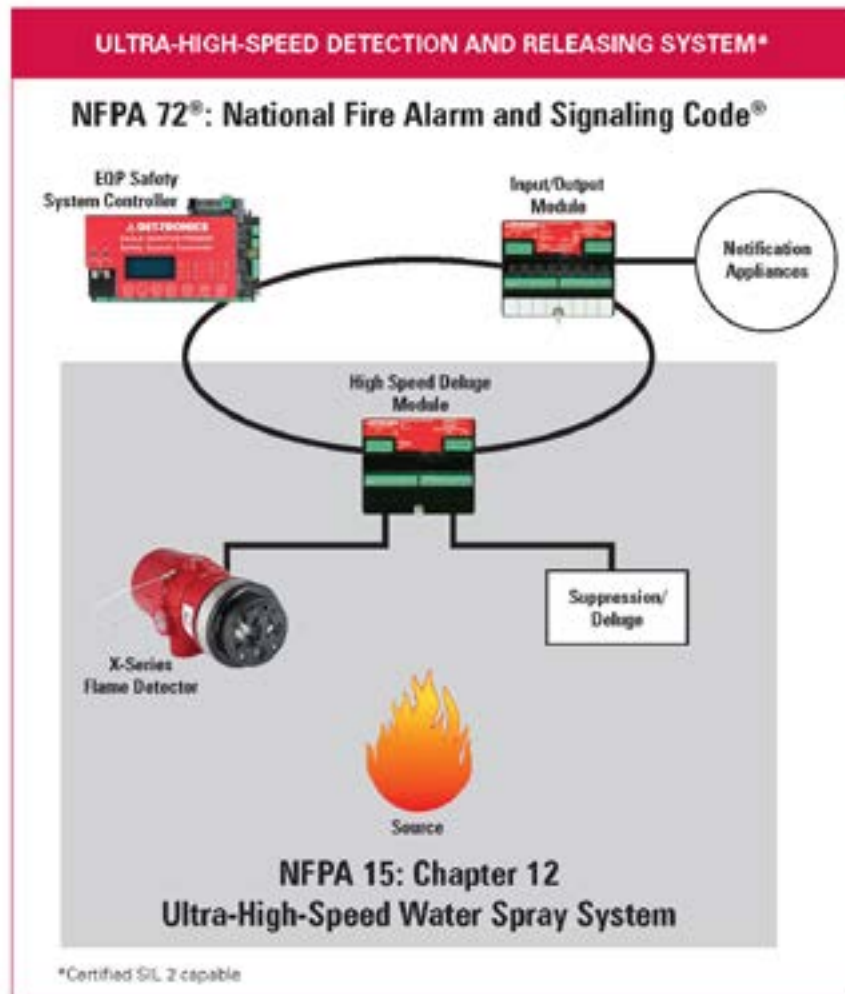 ULTRA-HIGH-SPEED DETECTION AND RELEASING SYSTEM*
NFPA 72®: National Fire Alarm and Signaling Code®
EQP Safety
System Controller
DET-TRONICS
Input/Output
Module
Notification
Appliances
High Speed Deluge
Module
X-Series
Flame Detector
Suppression/
Deluge
Source
NFPA 15: Chapter 12
Ultra-High-Speed Water Spray System
*Certified SIL 2 capable